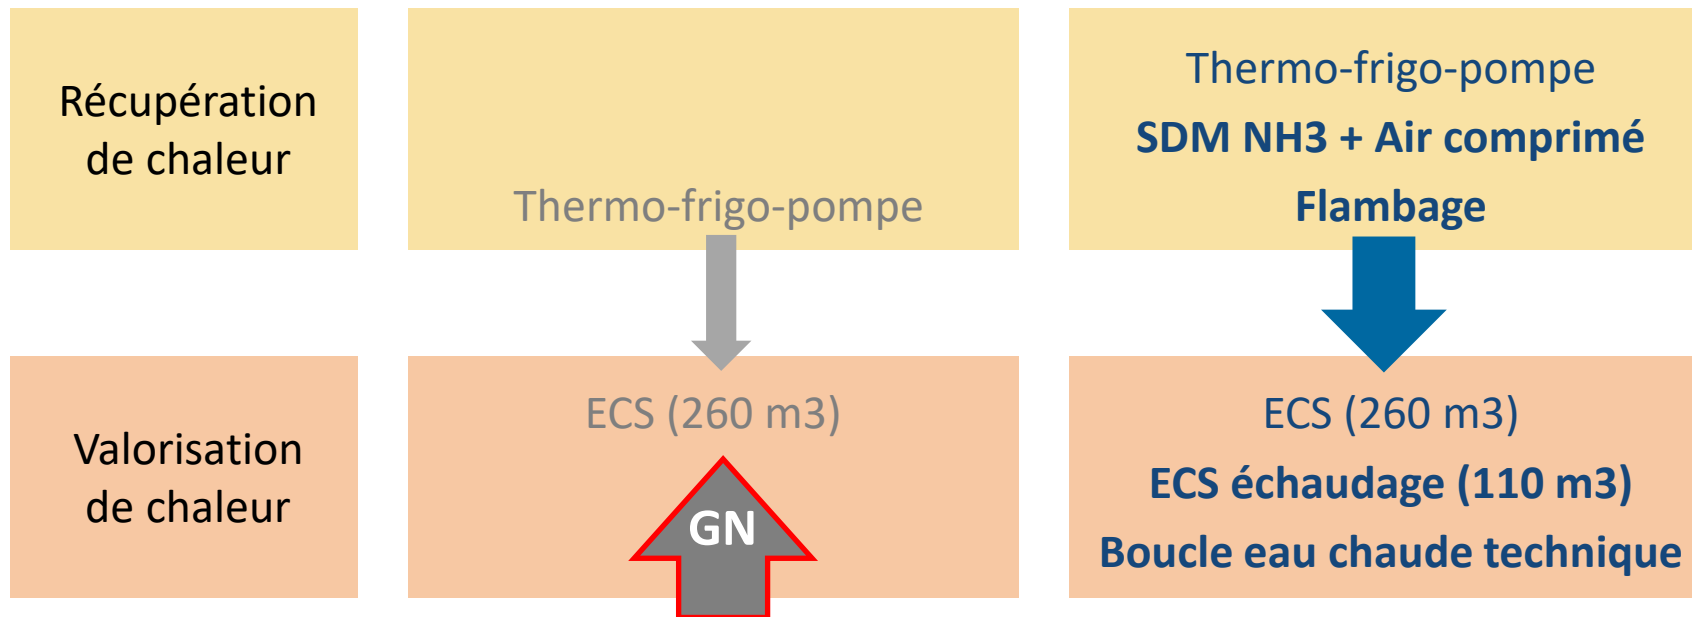 Récupération
de chaleur
Thermo-frigo-pompe
Thermo-frigo-pompe
SDM NH3 + Air comprimé
Flambage
Valorisation
de chaleur
ECS (260 m3)
GN
ECS (260 m3)
ECS échaudage (110 m3)
Boucle eau chaude technique